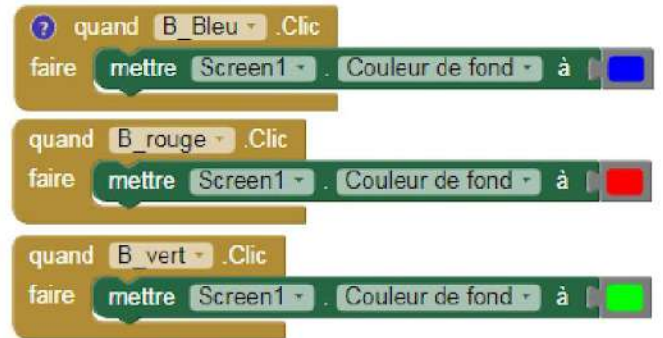 ? quand B_Bleu .Clic
faire mettre Screen1 . Couleur de fond à
quand B_rouge .Clic
faire mettre Screen1 . Couleur de fond à
quand B_vert .Clic
faire mettre Screen1 . Couleur de fond à